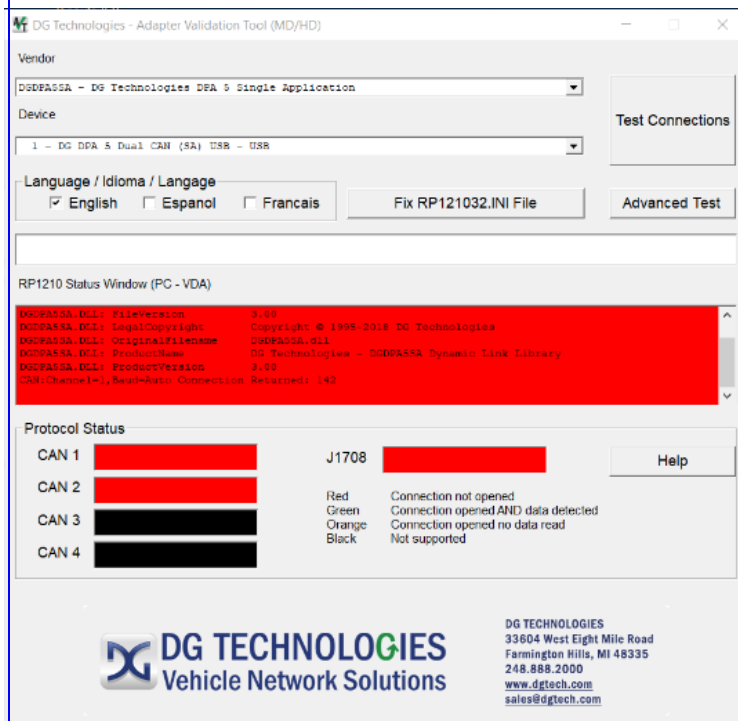 DG Technologies - Adapter Validation Tool (MD/HD)
Vendor
DGDPA5SA - DG Technologies DPA 5 Single Application
Device
1 - DG DPA 5 Dual CAN (SA) USB - USB
Test Connections
Language / Idioma / Langage
English Espanol Francais
Fix RP121032.INI File
Advanced Test
RP1210 Status Window (PC - VDA)
DGDPA5SA.DLL: FileVersion 3.00
DGDPA5SA.DLL: LegalCopyright Copyright © 1995-2018 DG Technologies
DGDPA5SA.DLL: OriginalFilename DGDPA5SA.dll
DGDPA5SA.DLL: ProductName DG Technologies - DGDPA5SA Dynamic Link Library
DGDPA5SA.DLL: ProductVersion 3.00
CAN:Channel=1,Baud=Auto Connection Returned: 142
Protocol Status
CAN 1
CAN 2
CAN 3
CAN 4
J1708
Help
Red Connection not opened
Green Connection opened AND data detected
Orange Connection opened no data read
Black Not supported
DG TECHNOLOGIES
Vehicle Network Solutions
DG TECHNOLOGIES
33604 West Eight Mile Road
Farmington Hills, MI 48335
248.888.2000
www.dgtech.com
sales@dgtech.com